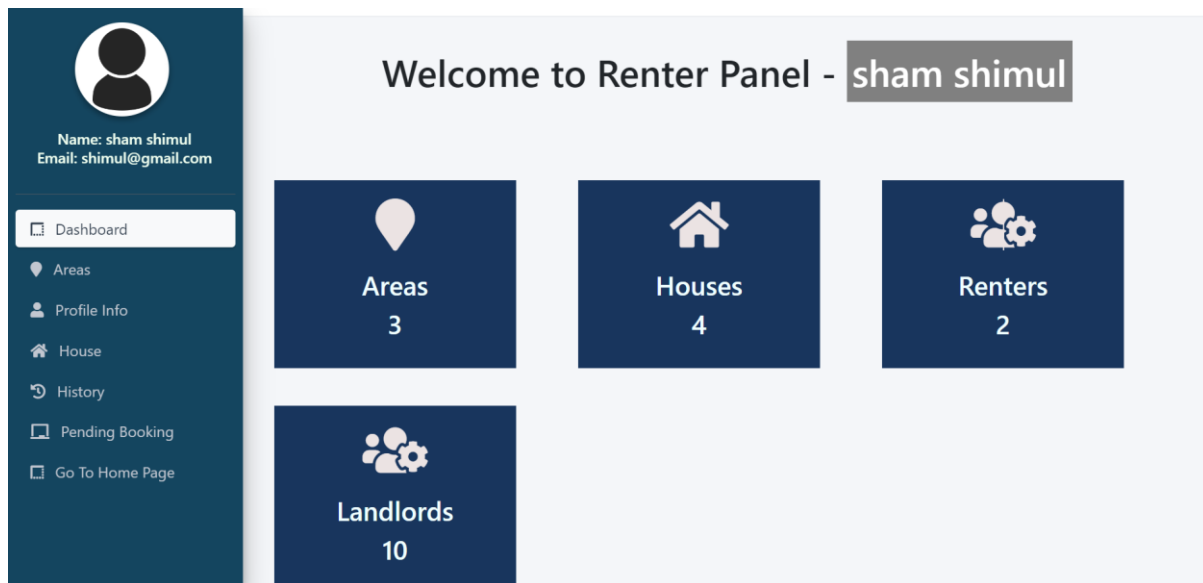 Name: sham shimul
Email: shimul@gmail.com
Dashboard
Areas
Profile Info
House
History
Pending Booking
Go To Home Page
Welcome to Renter Panel - sham shimul
Areas
3
Houses
4
Renters
2
Landlords
10